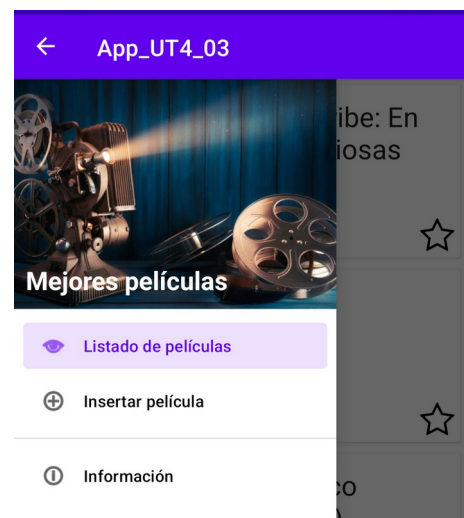 App_UT4_03
ibe: En
iosas
Mejores películas
Listado de películas
Insertar película
Información
co
)